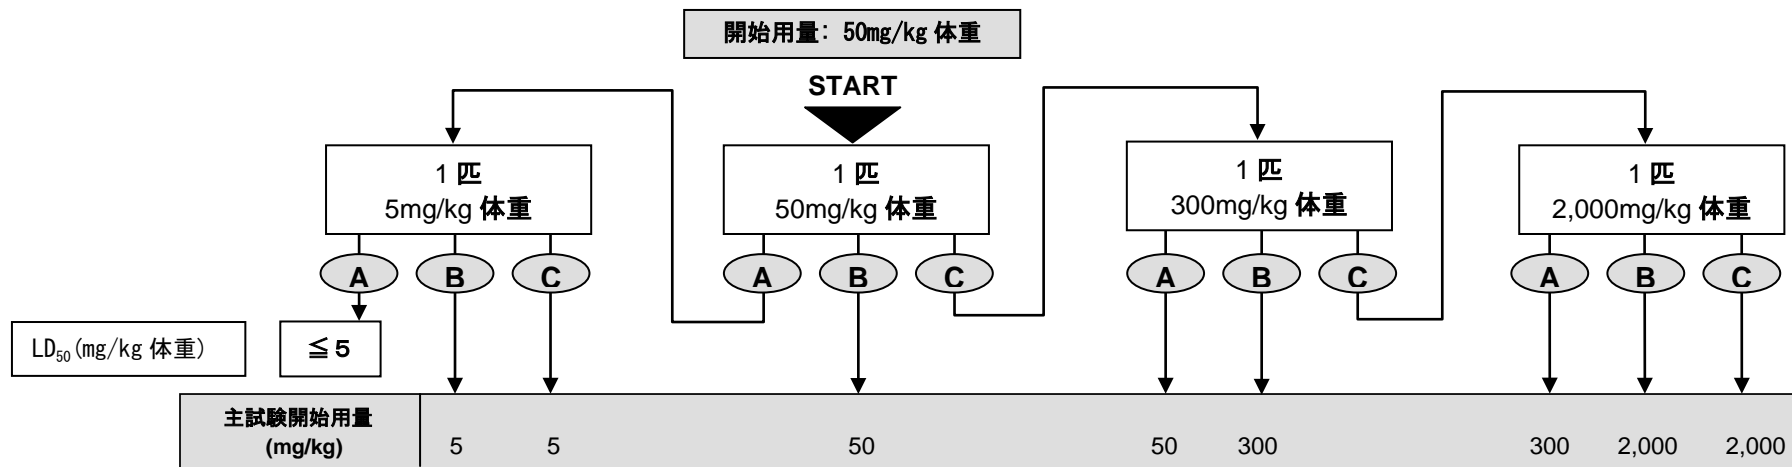 開始用量: 50mg/kg 体重
START
1 匹
5mg/kg 体重
1 匹
50mg/kg 体重
1 匹
300mg/kg 体重
1 匹
2,000mg/kg 体重
A B C A B C A B C A B C
LD₅₀(mg/kg 体重)
≦5
主試験開始用量
(mg/kg)
5 5 50 50 300 300 2,000 2,000